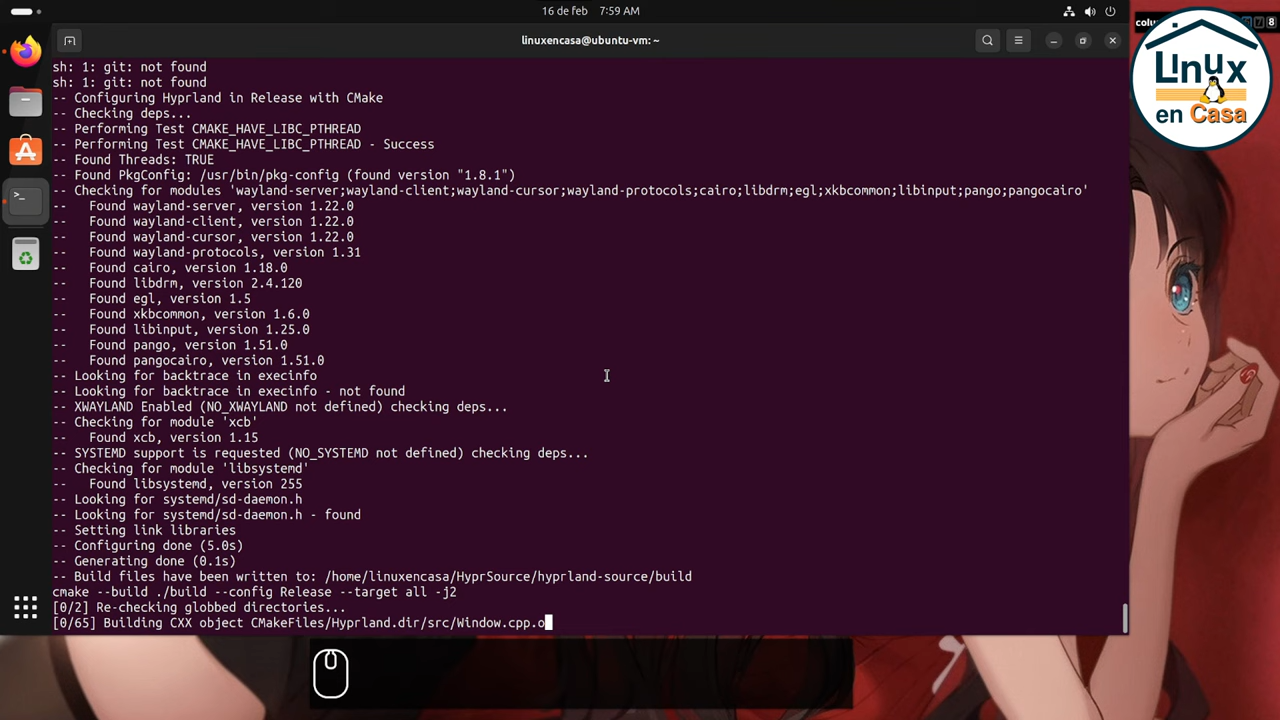 16 de feb 7:59 AM
linuxencasa@ubuntu-vm: ~
colu
8
Linux
en Casa
sh: 1: git: not found
sh: 1: git: not found
-- Configuring Hyprland in Release with CMake
-- Checking deps...
-- Performing Test CMAKE_HAVE_LIBC_PTHREAD
-- Performing Test CMAKE_HAVE_LIBC_PTHREAD - Success
-- Found Threads: TRUE
-- Found PkgConfig: /usr/bin/pkg-config (found version "1.8.1")
-- Checking for modules 'wayland-server;wayland-client;wayland-cursor;wayland-protocols;cairo;libdrm;egl;xkbcommon;libinput;pango;pangocairo'
--   Found wayland-server, version 1.22.0
--   Found wayland-client, version 1.22.0
--   Found wayland-cursor, version 1.22.0
--   Found wayland-protocols, version 1.31
--   Found cairo, version 1.18.0
--   Found libdrm, version 2.4.120
--   Found egl, version 1.5
--   Found xkbcommon, version 1.6.0
--   Found libinput, version 1.25.0
--   Found pango, version 1.51.0
--   Found pangocairo, version 1.51.0
-- Looking for backtrace in execinfo
-- Looking for backtrace in execinfo - not found
-- XWAYLAND Enabled (NO_XWAYLAND not defined) checking deps...
-- Checking for module 'xcb'
--   Found xcb, version 1.15
-- SYSTEMD support is requested (NO_SYSTEMD not defined) checking deps...
-- Checking for module 'libsystemd'
--   Found libsystemd, version 255
-- Looking for systemd/sd-daemon.h
-- Looking for systemd/sd-daemon.h - found
-- Setting link libraries
-- Configuring done (5.0s)
-- Generating done (0.1s)
-- Build files have been written to: /home/linuxencasa/HyprSource/hyprland-source/build
cmake --build ./build --config Release --target all -j2
[0/2] Re-checking globbed directories...
[0/65] Building CXX object CMakeFiles/Hyprland.dir/src/Window.cpp.o